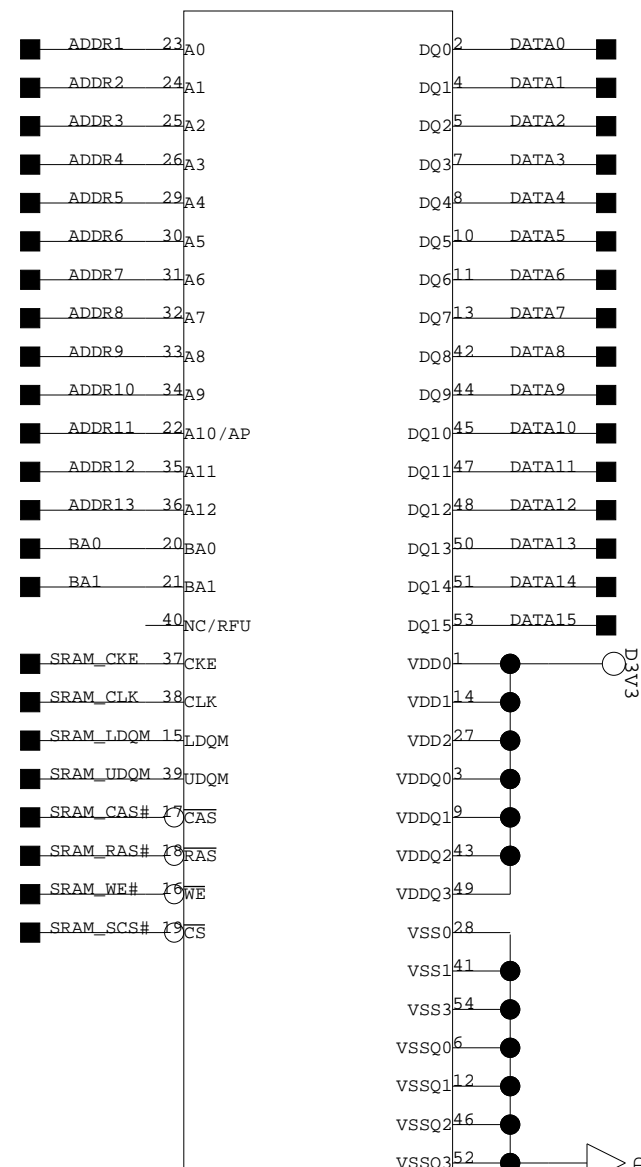 ADDR1 23 A0 DQ0 2 DATA0
ADDR2 24 A1 DQ1 4 DATA1
ADDR3 25 A2 DQ2 5 DATA2
ADDR4 26 A3 DQ3 7 DATA3
ADDR5 29 A4 DQ4 8 DATA4
ADDR6 30 A5 DQ5 10 DATA5
ADDR7 31 A6 DQ6 11 DATA6
ADDR8 32 A7 DQ7 13 DATA7
ADDR9 33 A8 DQ8 42 DATA8
ADDR10 34 A9 DQ9 44 DATA9
ADDR11 22 A10/AP DQ10 45 DATA10
ADDR12 35 A11 DQ11 47 DATA11
ADDR13 36 A12 DQ12 48 DATA12
BA0 20 BA0 DQ13 50 DATA13
BA1 21 BA1 DQ14 51 DATA14
40 NC/RFU DQ15 53 DATA15
SRAM_CKE 37 CKE VDD0 1 D3V3
SRAM_CLK 38 CLK VDD1 14
SRAM_LDQM 15 LDQM VDD2 27
SRAM_UDQM 39 UDQM VDDQ0 3
SRAM_CAS# 17 CAS VDDQ1 9
SRAM_RAS# 18 RAS VDDQ2 43
SRAM_WE# 16 WE VDDQ3 49
SRAM_SCS# 19 CS VSS0 28
VSS1 41
VSS3 54
VSSQ0 6
VSSQ1 12
VSSQ2 46
VSSQ3 52